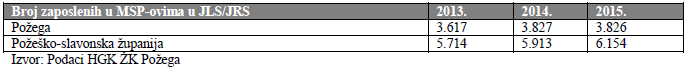 Broj zaposlenih u MSP-ovima u JLS/JRS 2013. 2014. 2015.
Požega 3.617 3.827 3.826
Požeško-slavonska županija 5.714 5.913 6.154
Izvor: Podaci HGK ŽK Požega